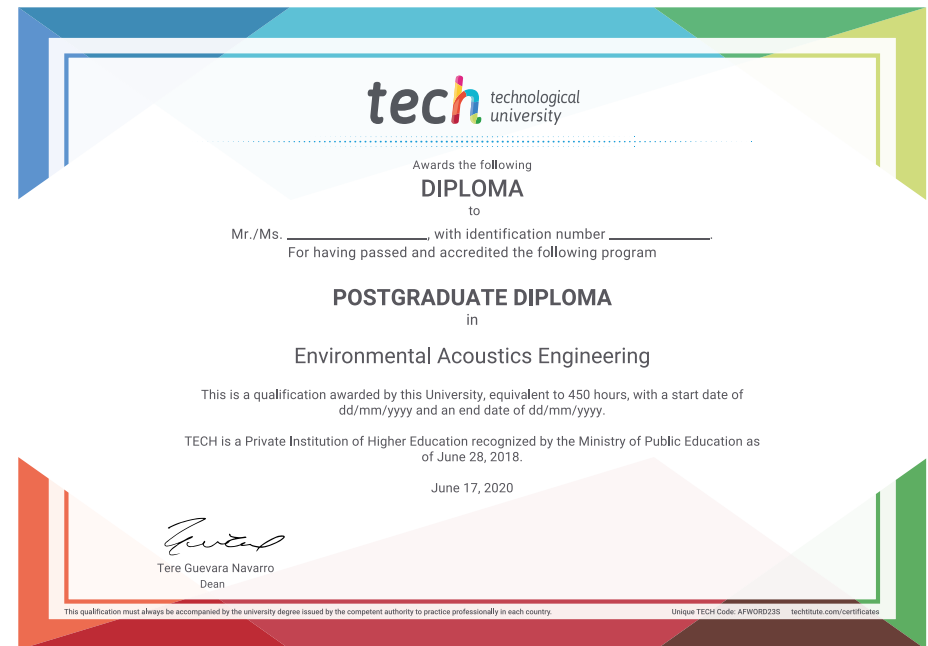 tech technological
university
Awards the following
DIPLOMA
to
Mr./Ms. ____________________, with identification number ______________.
For having passed and accredited the following program
POSTGRADUATE DIPLOMA
in
Environmental Acoustics Engineering
This is a qualification awarded by this University, equivalent to 450 hours, with a start date of
dd/mm/yyyy and an end date of dd/mm/yyyy.
TECH is a Private Institution of Higher Education recognized by the Ministry of Public Education as
of June 28, 2018.
June 17, 2020
Tere Guevara Navarro
Dean
This qualification must always be accompanied by the university degree issued by the competent authority to practice professionally in each country.
Unique TECH Code: AFWORD23S techtitute.com/certificates